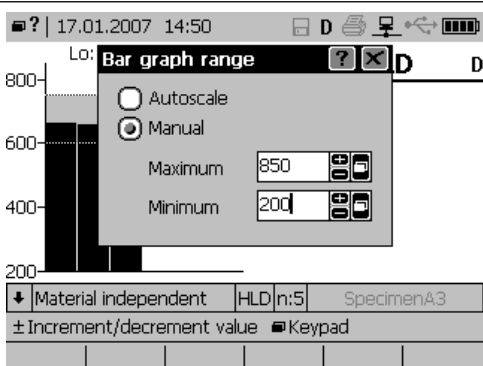 ? 17.01.2007 14:50 D
Lo: Bar graph range ? X D D
800
Autoscale
Manual
600
Maximum 850
Minimum 200
400
200
Material independent HLD n:5 SpecimenA3
±Increment/decrement value Keypad